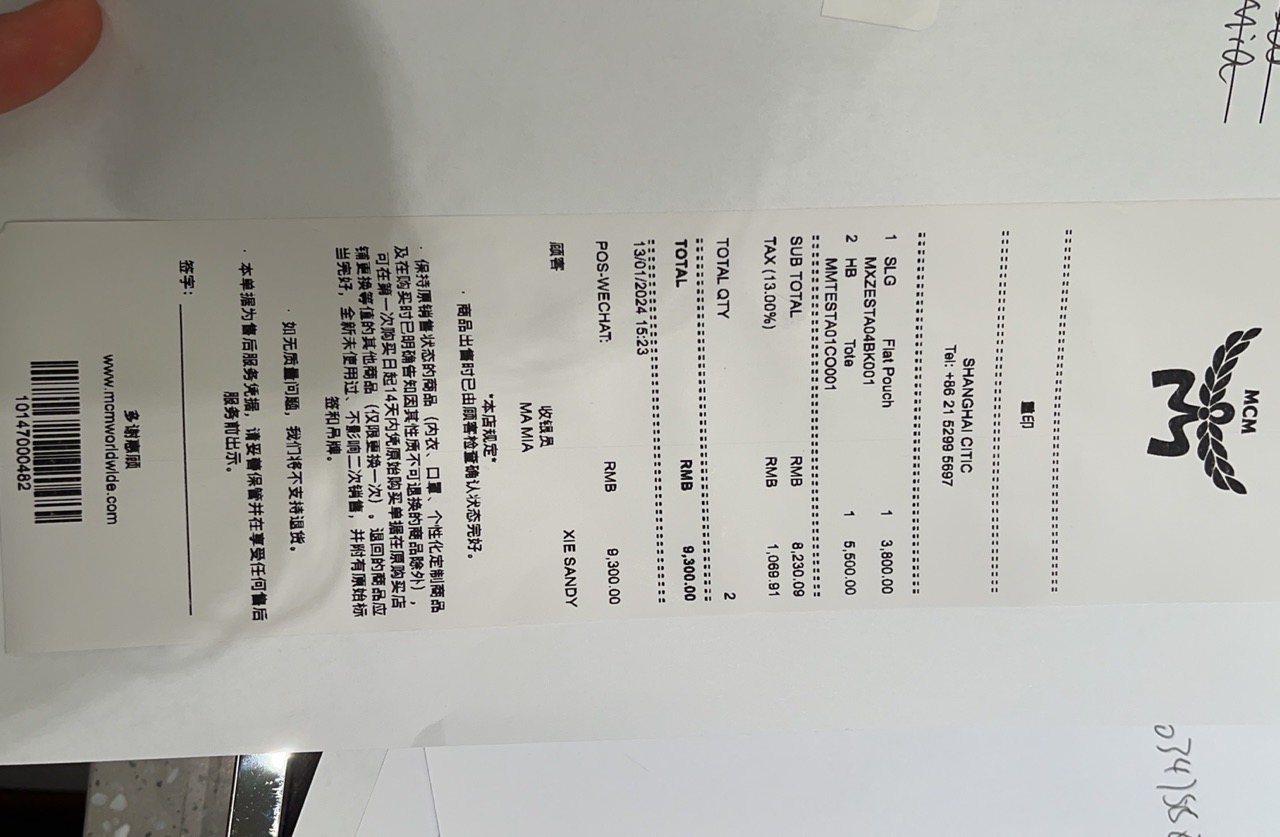 MCM
重印
SHANGHAI CITIC
Tel: +86 21 5299 5697
1 SLG Flat Pouch 1 3,800.00
MXZESTA04BK001
2 HB Tote 1 5,500.00
MMTESTA01CO001
SUB TOTAL RMB 8,230.09
TAX (13.00%) RMB 1,069.91
TOTAL QTY 2
TOTAL RMB 9,300.00
13/01/2024 15:23
POS-WECHAT: RMB 9,300.00
顾客 XIE SANDY
收银员
MA MIA
*本店规定*
· 商品出售时已由顾客检查确认状态完好。
· 保持原销售状态的商品（内衣、口罩、个性化定制商品
及在购买时已明确告知因其性质不可退换的商品除外），
可在第一次购买日起14天内凭原始购买单据在原购买店
铺更换等值的其他商品（仅限更换一次）。退回的商品应
当完好，全新未使用过、不影响二次销售，并附有原始标
签和吊牌。
· 如无质量问题，我们将不支持退货。
· 本单据为售后服务凭据，请妥善保管并在享受任何售后
服务前出示。
签字：
多谢惠顾
www.mcmworldwide.com
10147000482
Mia